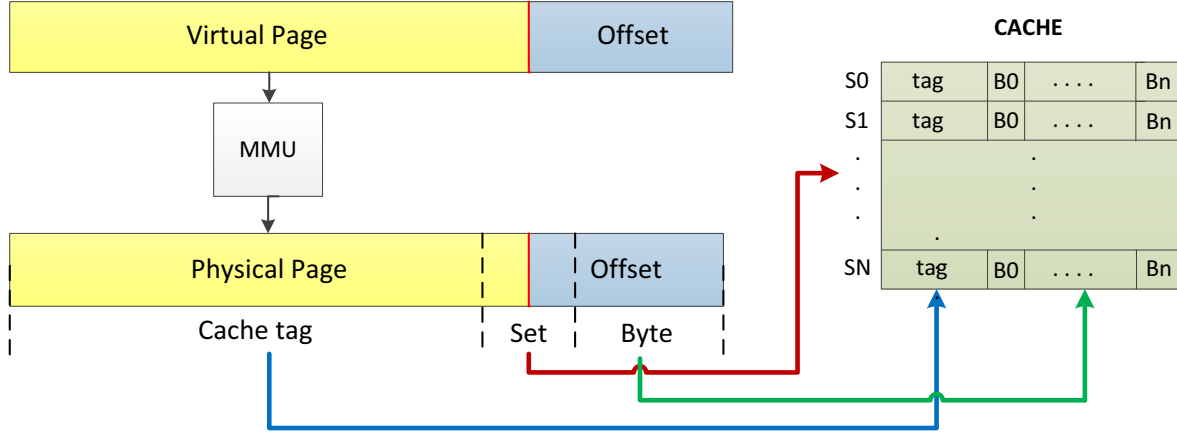 Virtual Page Offset
CACHE
S0 tag B0 . . . . Bn
S1 tag B0 . . . . Bn
MMU
Physical Page Offset
SN tag B0 . . . . Bn
Cache tag Set Byte